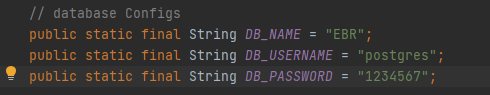 // database Configs
public static final String DB_NAME = "EBR";
public static final String DB_USERNAME = "postgres";
public static final String DB_PASSWORD = "1234567";